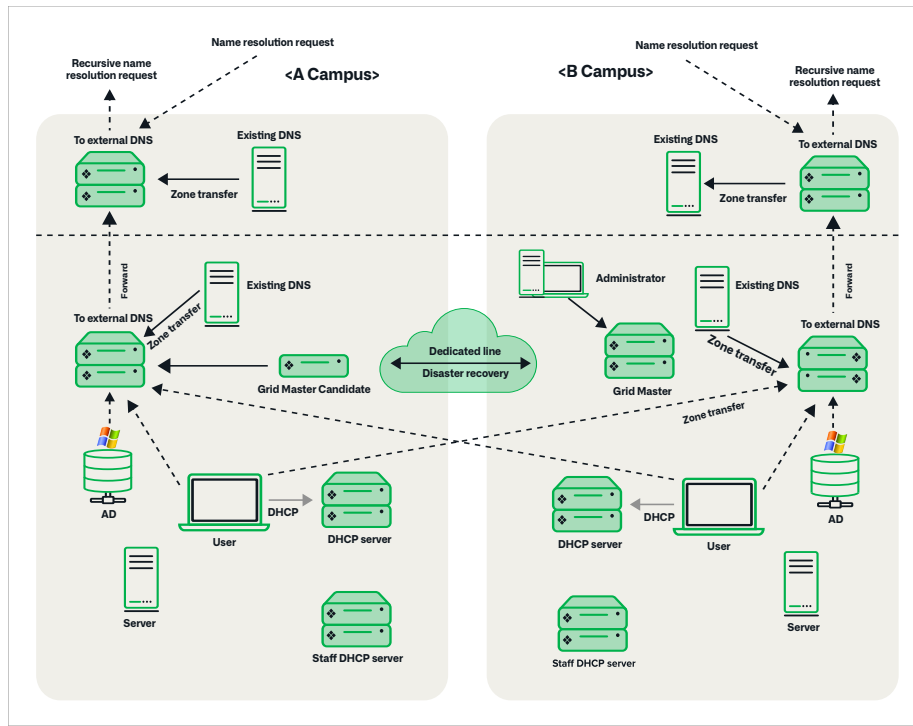 Name resolution request
<A Campus>
Recursive name
resolution request
To external DNS
Existing DNS
Zone transfer
Forward
Existing DNS
Zone transfer
To external DNS
Grid Master Candidate
AD
User
DHCP
DHCP server
Server
Staff DHCP server
Dedicated line
Disaster recovery
Name resolution request
<B Campus>
Recursive name
resolution request
Existing DNS
To external DNS
Zone transfer
Administrator
Forward
Existing DNS
To external DNS
Zone transfer
Grid Master
Zone transfer
AD
DHCP
DHCP server
User
Server
Staff DHCP server